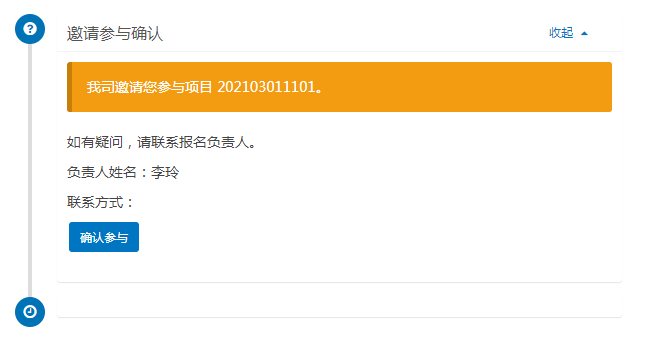 邀请参与确认
收起
我司邀请您参与项目 202103011101。
如有疑问，请联系报名负责人。
负责人姓名：李玲
联系方式：
确认参与